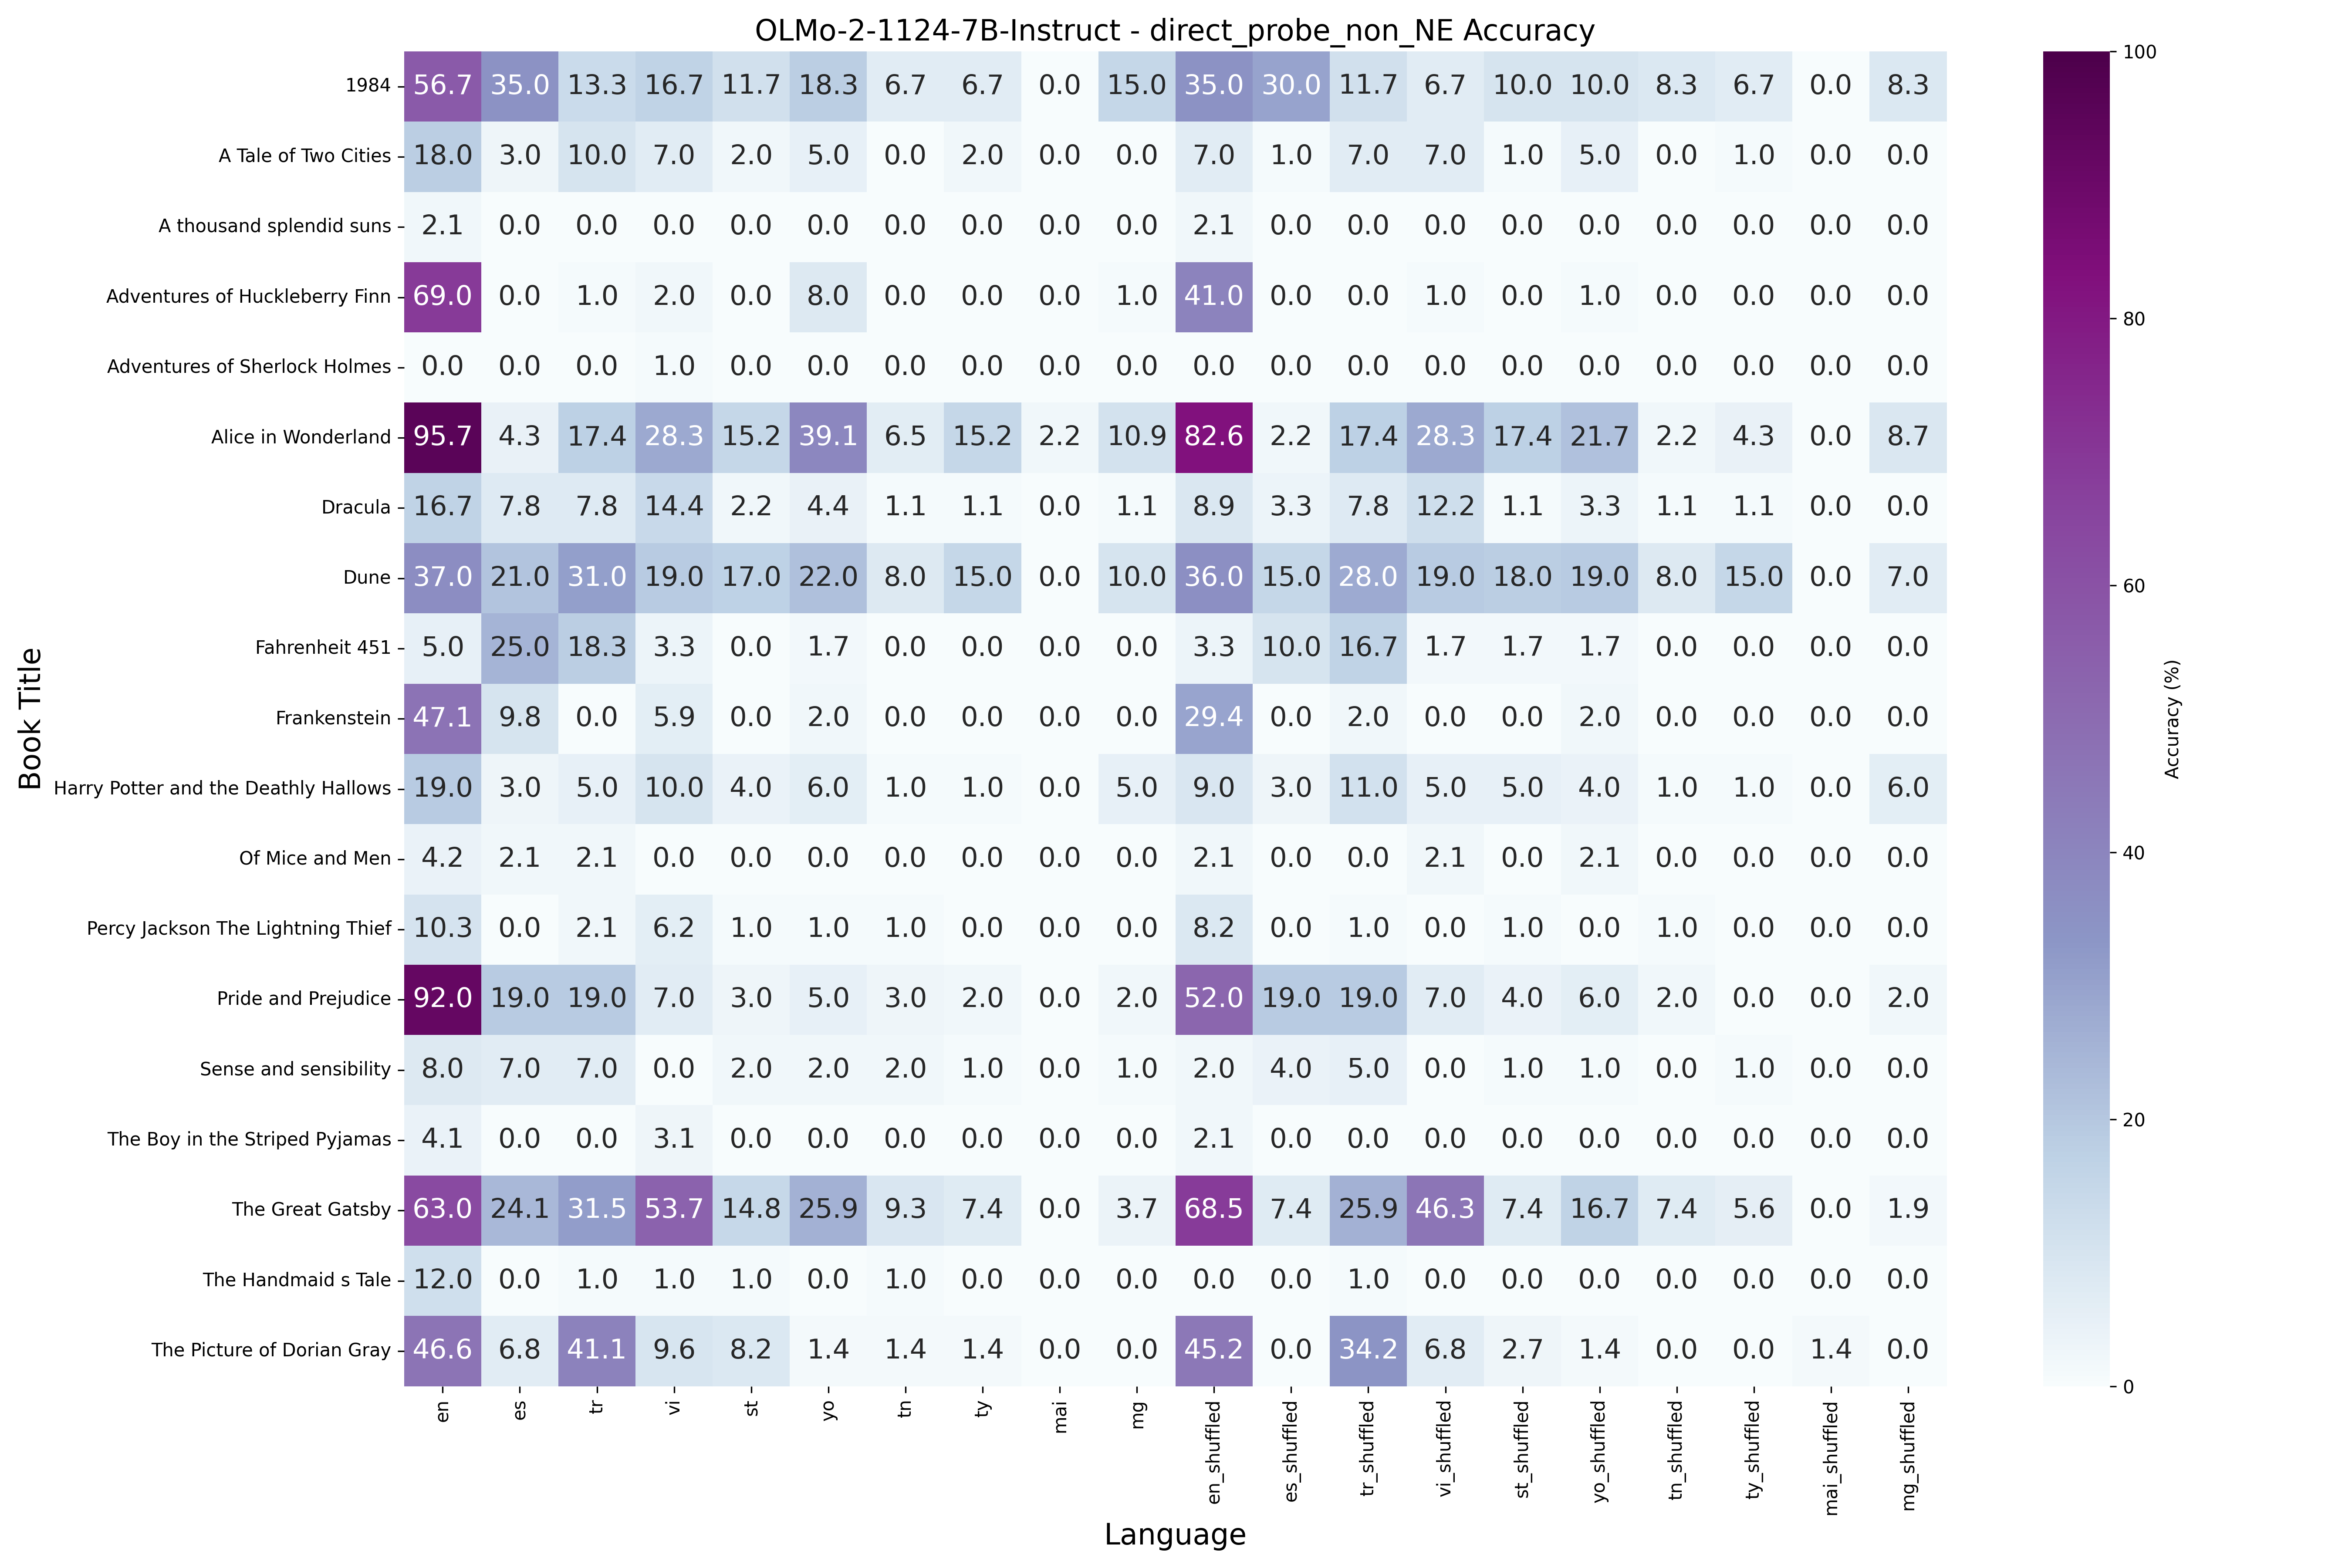 OLMo-2-1124-7B-Instruct - direct_probe_non_NE Accuracy
Book Title
1984 56.7 35.0 13.3 16.7 11.7 18.3 6.7 6.7 0.0 15.0 35.0 30.0 11.7 6.7 10.0 10.0 8.3 6.7 0.0 8.3
A Tale of Two Cities 18.0 3.0 10.0 7.0 2.0 5.0 0.0 2.0 0.0 0.0 7.0 1.0 7.0 7.0 1.0 5.0 0.0 1.0 0.0 0.0
A thousand splendid suns 2.1 0.0 0.0 0.0 0.0 0.0 0.0 0.0 0.0 0.0 2.1 0.0 0.0 0.0 0.0 0.0 0.0 0.0 0.0 0.0
Adventures of Huckleberry Finn 69.0 0.0 1.0 2.0 0.0 8.0 0.0 0.0 0.0 1.0 41.0 0.0 0.0 1.0 0.0 1.0 0.0 0.0 0.0 0.0
Adventures of Sherlock Holmes 0.0 0.0 0.0 1.0 0.0 0.0 0.0 0.0 0.0 0.0 0.0 0.0 0.0 0.0 0.0 0.0 0.0 0.0 0.0 0.0
Alice in Wonderland 95.7 4.3 17.4 28.3 15.2 39.1 6.5 15.2 2.2 10.9 82.6 2.2 17.4 28.3 17.4 21.7 2.2 4.3 0.0 8.7
Dracula 16.7 7.8 7.8 14.4 2.2 4.4 1.1 1.1 0.0 1.1 8.9 3.3 7.8 12.2 1.1 3.3 1.1 1.1 0.0 0.0
Dune 37.0 21.0 31.0 19.0 17.0 22.0 8.0 15.0 0.0 10.0 36.0 15.0 28.0 19.0 18.0 19.0 8.0 15.0 0.0 7.0
Fahrenheit 451 5.0 25.0 18.3 3.3 0.0 1.7 0.0 0.0 0.0 0.0 3.3 10.0 16.7 1.7 1.7 1.7 0.0 0.0 0.0 0.0
Frankenstein 47.1 9.8 0.0 5.9 0.0 2.0 0.0 0.0 0.0 0.0 29.4 0.0 2.0 0.0 0.0 2.0 0.0 0.0 0.0 0.0
Harry Potter and the Deathly Hallows 19.0 3.0 5.0 10.0 4.0 6.0 1.0 1.0 0.0 5.0 9.0 3.0 11.0 5.0 5.0 4.0 1.0 1.0 0.0 6.0
Of Mice and Men 4.2 2.1 2.1 0.0 0.0 0.0 0.0 0.0 0.0 0.0 2.1 0.0 0.0 2.1 0.0 2.1 0.0 0.0 0.0 0.0
Percy Jackson The Lightning Thief 10.3 0.0 2.1 6.2 1.0 1.0 1.0 0.0 0.0 0.0 8.2 0.0 1.0 0.0 1.0 0.0 1.0 0.0 0.0 0.0
Pride and Prejudice 92.0 19.0 19.0 7.0 3.0 5.0 3.0 2.0 0.0 2.0 52.0 19.0 19.0 7.0 4.0 6.0 2.0 0.0 0.0 2.0
Sense and sensibility 8.0 7.0 7.0 0.0 2.0 2.0 2.0 1.0 0.0 1.0 2.0 4.0 5.0 0.0 1.0 1.0 0.0 1.0 0.0 0.0
The Boy in the Striped Pyjamas 4.1 0.0 0.0 3.1 0.0 0.0 0.0 0.0 0.0 0.0 2.1 0.0 0.0 0.0 0.0 0.0 0.0 0.0 0.0 0.0
The Great Gatsby 63.0 24.1 31.5 53.7 14.8 25.9 9.3 7.4 0.0 3.7 68.5 7.4 25.9 46.3 7.4 16.7 7.4 5.6 0.0 1.9
The Handmaid s Tale 12.0 0.0 1.0 1.0 1.0 0.0 1.0 0.0 0.0 0.0 0.0 0.0 1.0 0.0 0.0 0.0 0.0 0.0 0.0 0.0
The Picture of Dorian Gray 46.6 6.8 41.1 9.6 8.2 1.4 1.4 1.4 0.0 0.0 45.2 0.0 34.2 6.8 2.7 1.4 0.0 0.0 1.4 0.0
en es tr vi st yo tn ty mai mg en_shuffled es_shuffled tr_shuffled vi_shuffled st_shuffled yo_shuffled tn_shuffled ty_shuffled mai_shuffled mg_shuffled
Language
100
80
60
40
20
0
Accuracy (%)